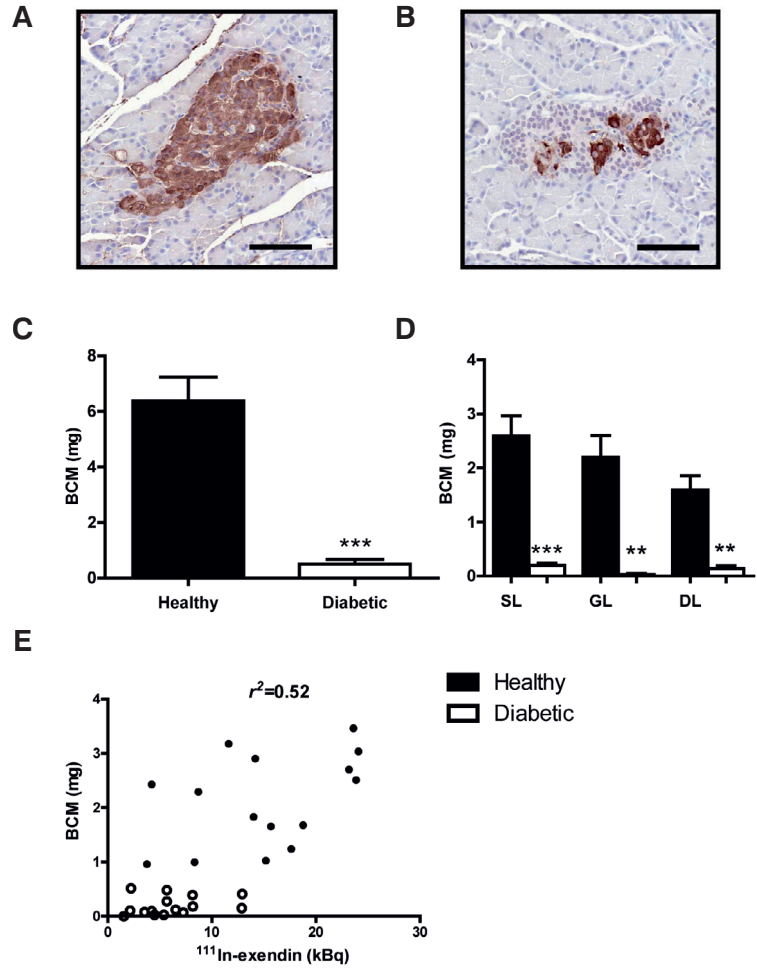 A
B
C
D
8
6
4
2
0
BCM (mg)
***
Healthy
Diabetic
4
3
2
1
0
BCM (mg)
***
**
**
SL
GL
DL
E
r²=0.52
4
3
2
1
0
BCM (mg)
0
10
20
30
¹¹¹In-exendin (kBq)
Healthy
Diabetic